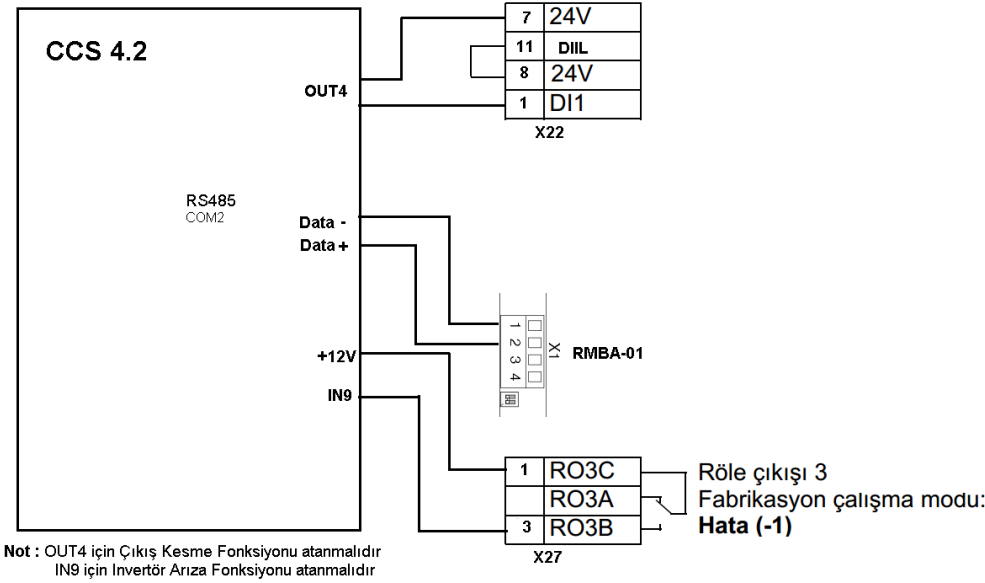 CCS 4.2
OUT4
RS485
COM2
Data -
Data +
+12V
IN9
7 24V
11 DIIL
8 24V
1 DI1
X22
1
2
3
4
X1
RMBA-01
1 RO3C
RO3A
3 RO3B
X27
Röle çıkışı 3
Fabrikasyon çalışma modu:
Hata (-1)
Not : OUT4 için Çıkış Kesme Fonksiyonu atanmalıdır
IN9 için Invertör Arıza Fonksiyonu atanmalıdır